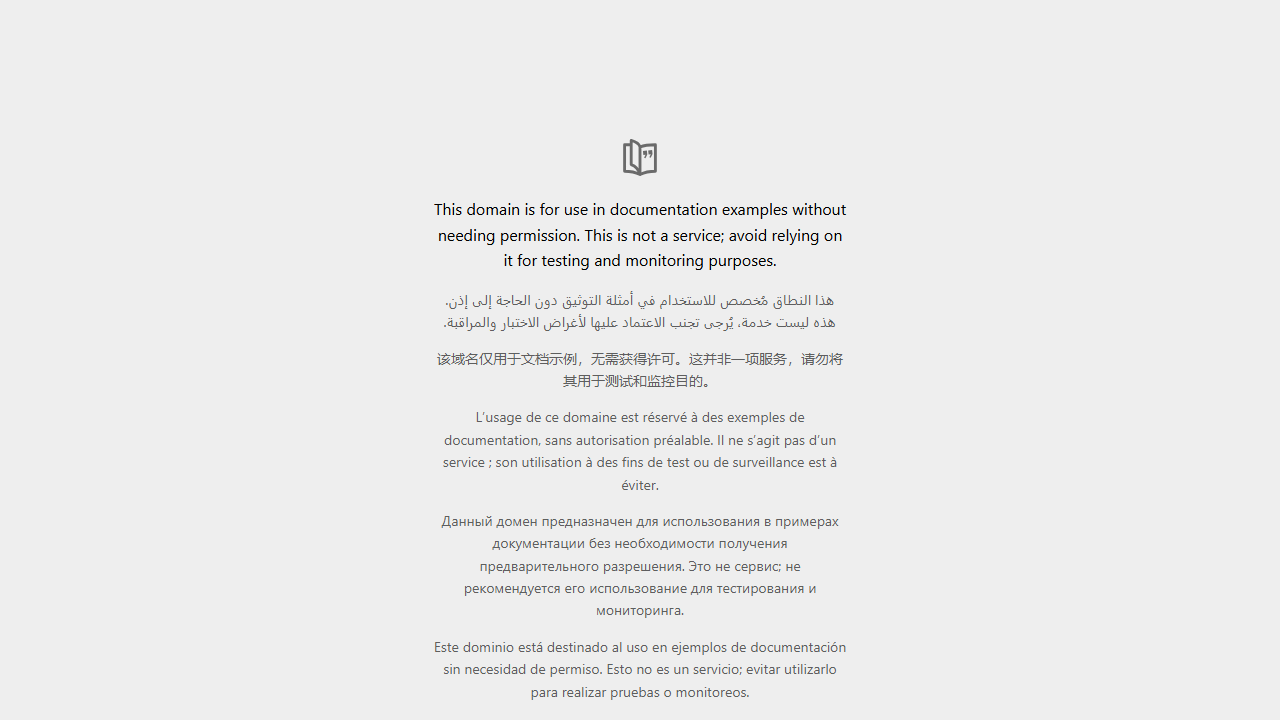 This domain is for use in documentation examples without
needing permission. This is not a service; avoid relying on
it for testing and monitoring purposes.
هذا النطاق مُخصص للاستخدام في أمثلة التوثيق دون الحاجة إلى إذن.
هذه ليست خدمة، يُرجى تجنب الاعتماد عليها لأغراض الاختبار والمراقبة.
该域名仅用于文档示例，无需获得许可。这并非一项服务，请勿将
其用于测试和监控目的。
L’usage de ce domaine est réservé à des exemples de
documentation, sans autorisation préalable. Il ne s’agit pas d’un
service ; son utilisation à des fins de test ou de surveillance est à
éviter.
Данный домен предназначен для использования в примерах
документации без необходимости получения
предварительного разрешения. Это не сервис; не
рекомендуется его использование для тестирования и
мониторинга.
Este dominio está destinado al uso en ejemplos de documentación
sin necesidad de permiso. Esto no es un servicio; evitar utilizarlo
para realizar pruebas o monitoreos.